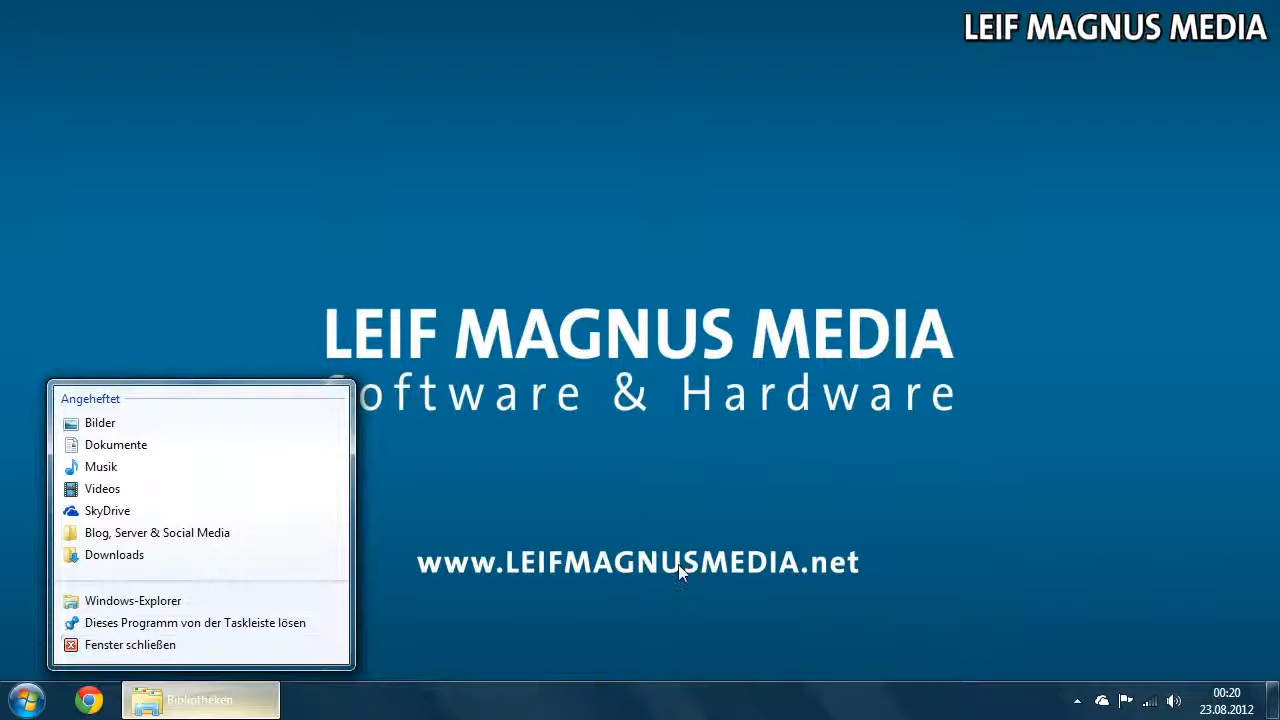 LEIF MAGNUS MEDIA
LEIF MAGNUS MEDIA
oftware & Hardware
www.LEIFMAGNUSMEDIA.net
Angeheftet
Bilder
Dokumente
Musik
Videos
SkyDrive
Blog, Server & Social Media
Downloads
Windows-Explorer
Dieses Programm von der Taskleiste lösen
Fenster schließen
Bibliotheken
00:20
23.08.2012